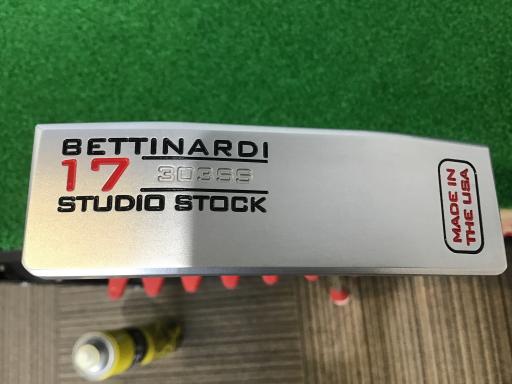 BETTINARDI
17 303SS
STUDIO STOCK
MADE IN
THE USA